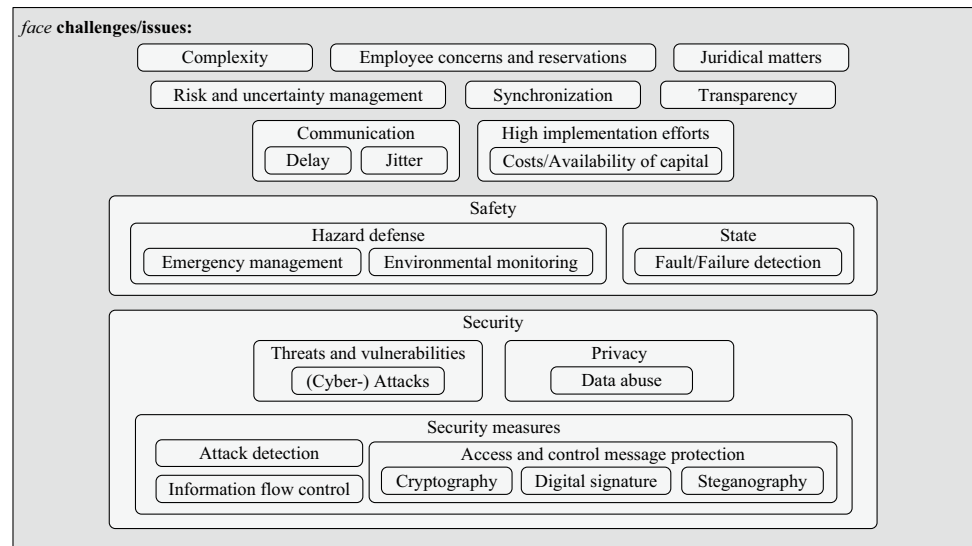 face challenges/issues:
Complexity
Employee concerns and reservations
Juridical matters
Risk and uncertainty management
Synchronization
Transparency
Communication
Delay
Jitter
High implementation efforts
Costs/Availability of capital
Safety
Hazard defense
Emergency management
Environmental monitoring
State
Fault/Failure detection
Security
Threats and vulnerabilities
(Cyber-) Attacks
Privacy
Data abuse
Security measures
Attack detection
Information flow control
Access and control message protection
Cryptography
Digital signature
Steganography